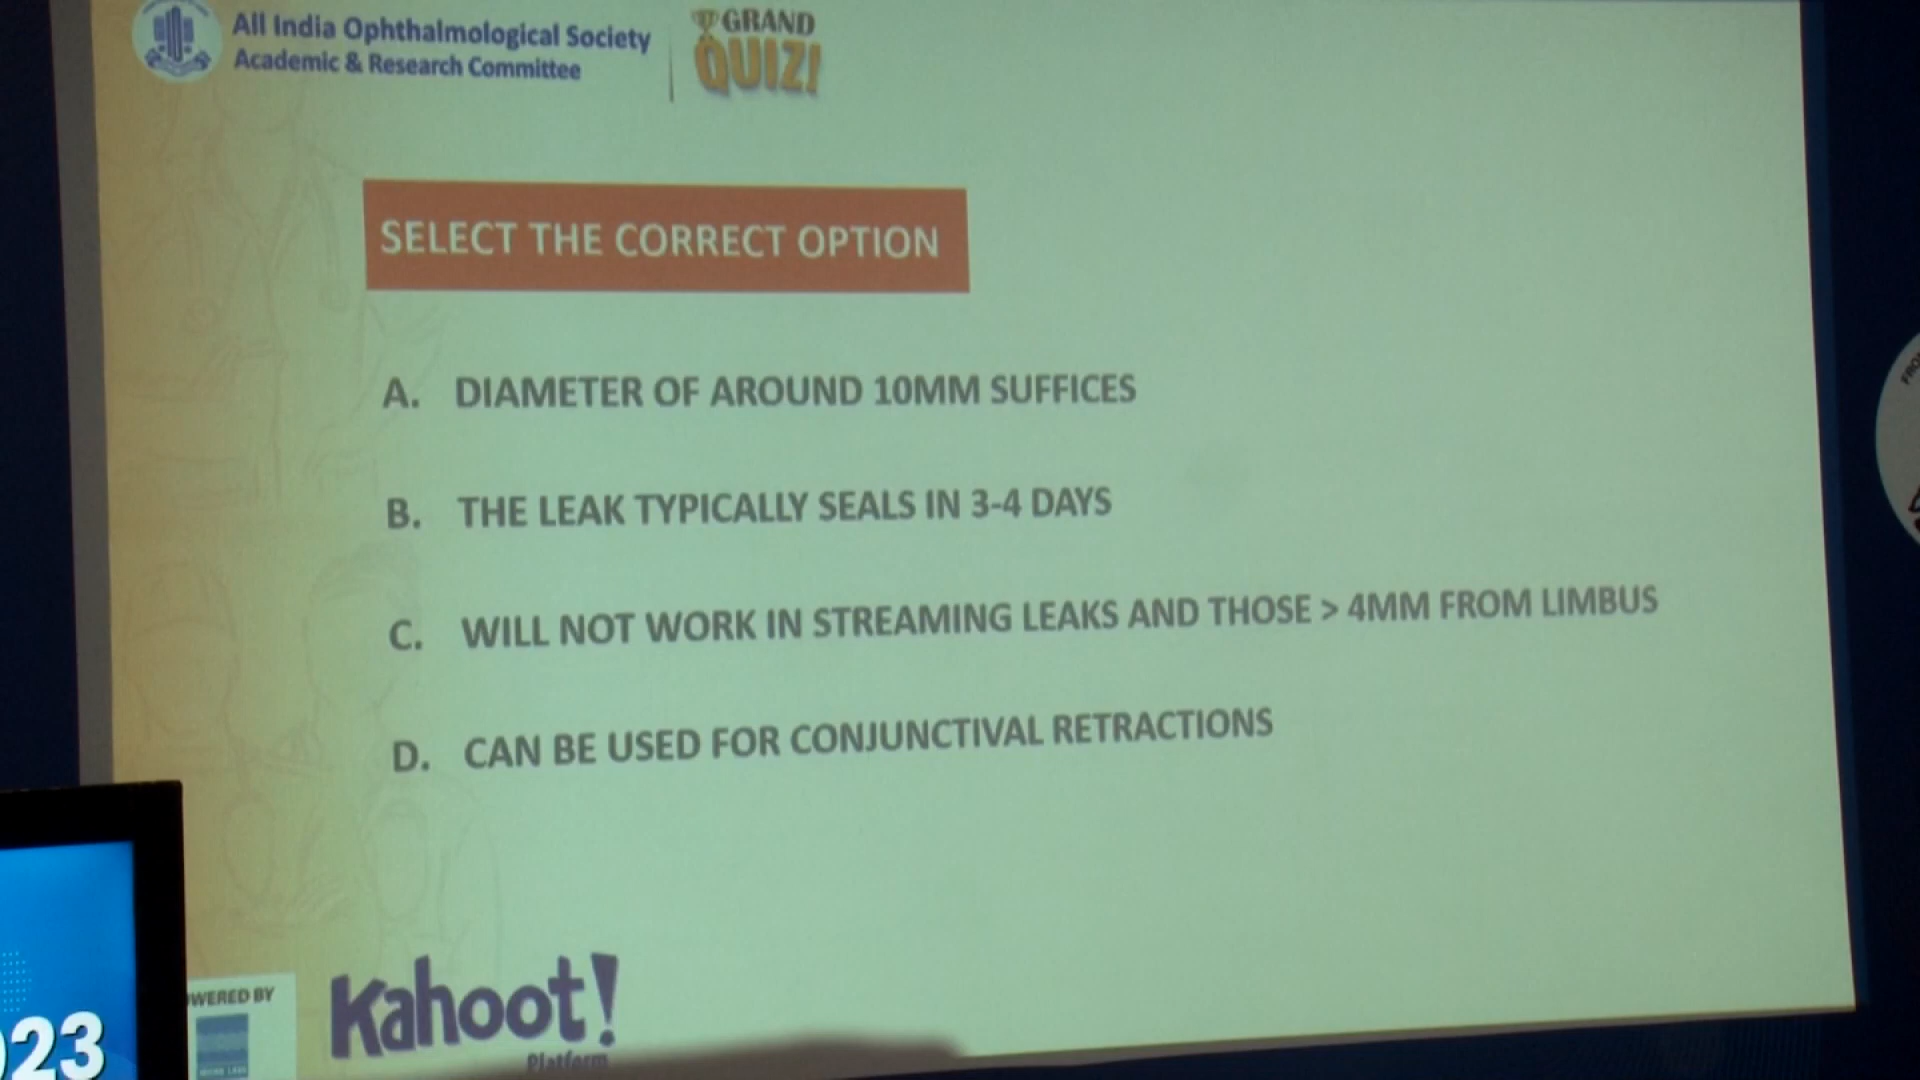 All India Ophthalmological Society
Academic & Research Committee
GRAND
QUIZ!
SELECT THE CORRECT OPTION
A. DIAMETER OF AROUND 10MM SUFFICES
B. THE LEAK TYPICALLY SEALS IN 3-4 DAYS
C. WILL NOT WORK IN STREAMING LEAKS AND THOSE > 4MM FROM LIMBUS
D. CAN BE USED FOR CONJUNCTIVAL RETRACTIONS
WERED BY
Kahoot!
Platform
023
FRO